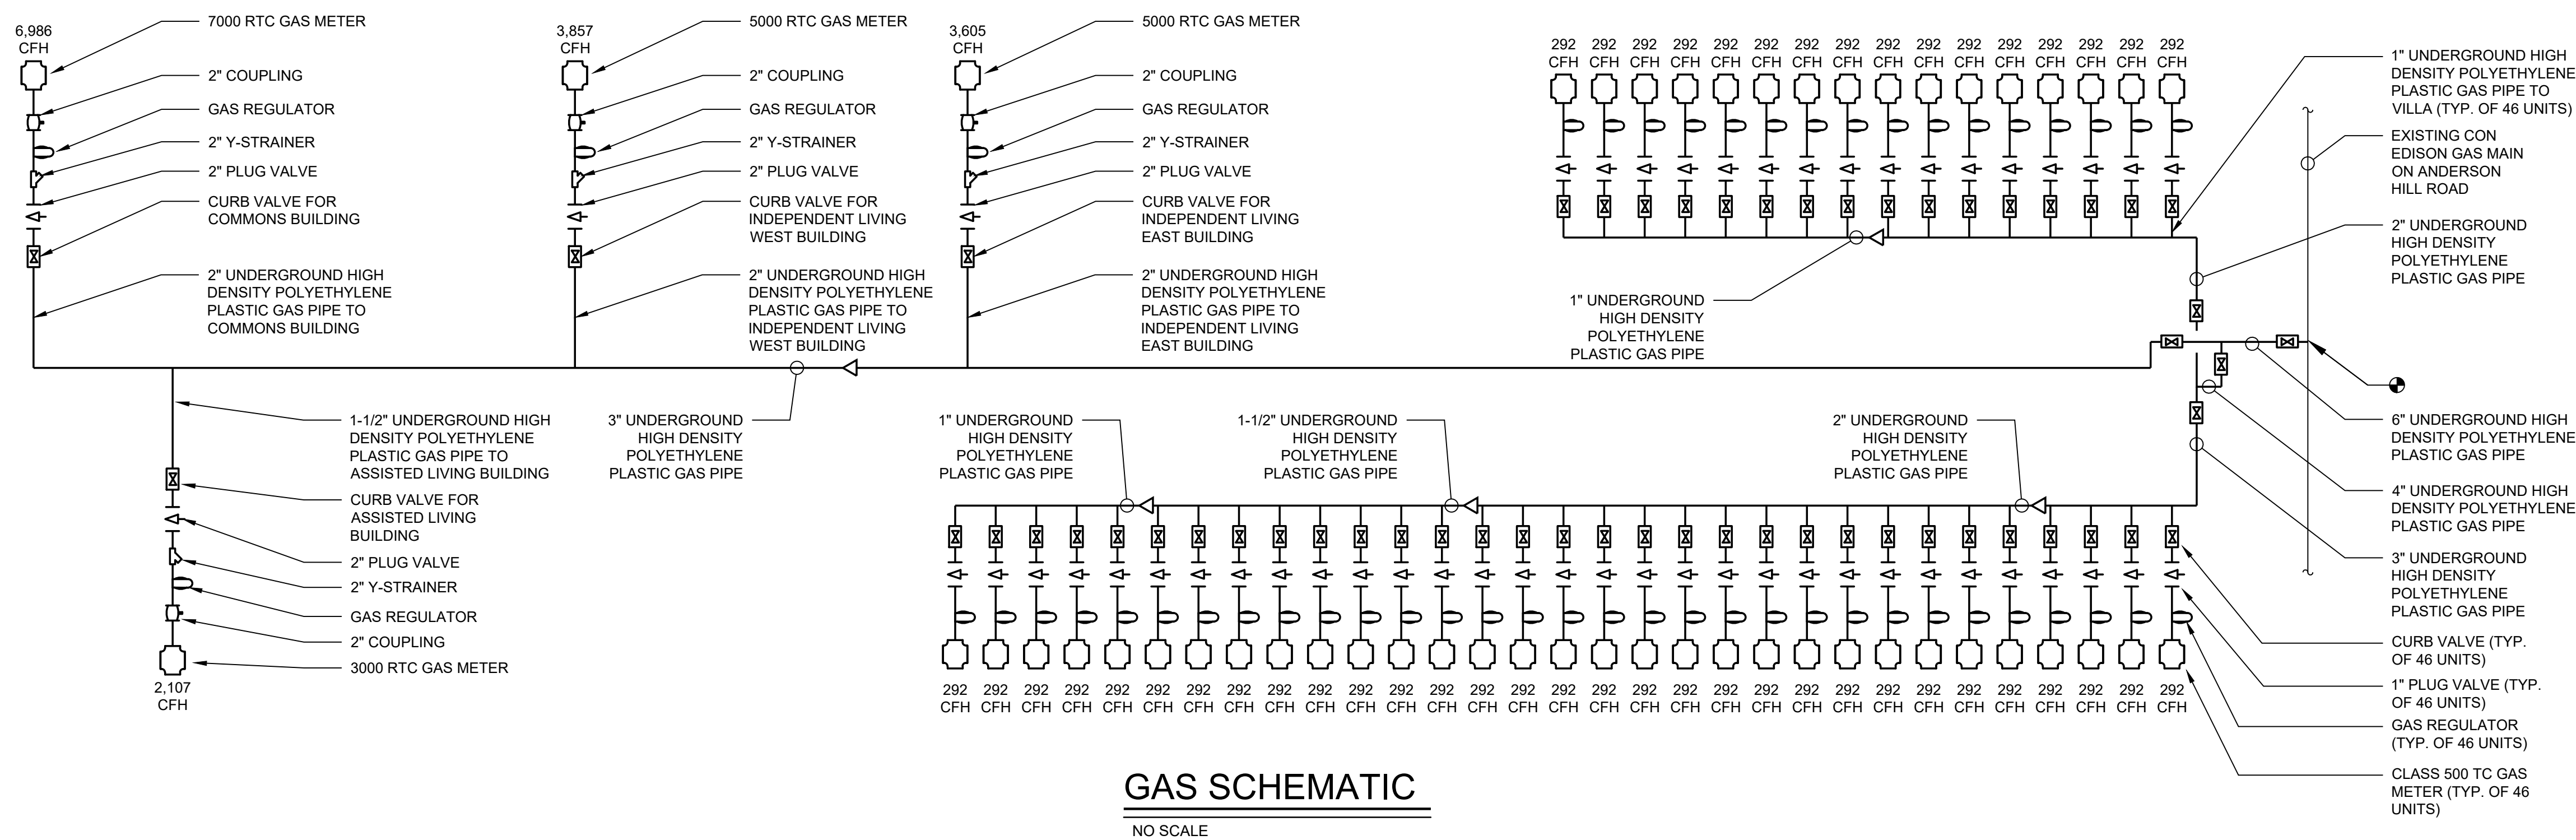 6,986
CFH
7000 RTC GAS METER
2" COUPLING
GAS REGULATOR
2" Y-STRAINER
2" PLUG VALVE
CURB VALVE FOR
COMMONS BUILDING
2" UNDERGROUND HIGH
DENSITY POLYETHYLENE
PLASTIC GAS PIPE TO
COMMONS BUILDING
3,857
CFH
5000 RTC GAS METER
2" COUPLING
GAS REGULATOR
2" Y-STRAINER
2" PLUG VALVE
CURB VALVE FOR
INDEPENDENT LIVING
WEST BUILDING
2" UNDERGROUND HIGH
DENSITY POLYETHYLENE
PLASTIC GAS PIPE TO
INDEPENDENT LIVING
WEST BUILDING
3,605
CFH
5000 RTC GAS METER
2" COUPLING
GAS REGULATOR
2" Y-STRAINER
2" PLUG VALVE
CURB VALVE FOR
INDEPENDENT LIVING
EAST BUILDING
2" UNDERGROUND HIGH
DENSITY POLYETHYLENE
PLASTIC GAS PIPE TO
INDEPENDENT LIVING
EAST BUILDING
292 292 292 292 292 292 292 292 292 292 292 292 292 292 292 292
CFH CFH CFH CFH CFH CFH CFH CFH CFH CFH CFH CFH CFH CFH CFH CFH
1" UNDERGROUND
HIGH DENSITY
POLYETHYLENE
PLASTIC GAS PIPE
1" UNDERGROUND HIGH
DENSITY POLYETHYLENE
PLASTIC GAS PIPE TO
VILLA (TYP. OF 46 UNITS)
EXISTING CON
EDISON GAS MAIN
ON ANDERSON
HILL ROAD
2" UNDERGROUND
HIGH DENSITY
POLYETHYLENE
PLASTIC GAS PIPE
1-1/2" UNDERGROUND HIGH
DENSITY POLYETHYLENE
PLASTIC GAS PIPE TO
ASSISTED LIVING BUILDING
CURB VALVE FOR
ASSISTED LIVING
BUILDING
2" PLUG VALVE
2" Y-STRAINER
GAS REGULATOR
2" COUPLING
3000 RTC GAS METER
2,107
CFH
3" UNDERGROUND
HIGH DENSITY
POLYETHYLENE
PLASTIC GAS PIPE
1" UNDERGROUND
HIGH DENSITY
POLYETHYLENE
PLASTIC GAS PIPE
1-1/2" UNDERGROUND
HIGH DENSITY
POLYETHYLENE
PLASTIC GAS PIPE
2" UNDERGROUND
HIGH DENSITY
POLYETHYLENE
PLASTIC GAS PIPE
6" UNDERGROUND HIGH
DENSITY POLYETHYLENE
PLASTIC GAS PIPE
4" UNDERGROUND HIGH
DENSITY POLYETHYLENE
PLASTIC GAS PIPE
3" UNDERGROUND
HIGH DENSITY
POLYETHYLENE
PLASTIC GAS PIPE
CURB VALVE (TYP.
OF 46 UNITS)
1" PLUG VALVE (TYP.
OF 46 UNITS)
GAS REGULATOR
(TYP. OF 46 UNITS)
CLASS 500 TC GAS
METER (TYP. OF 46
UNITS)
292 292 292 292 292 292 292 292 292 292 292 292 292 292 292 292 292 292 292 292 292 292 292 292 292 292 292 292 292 292 292
CFH CFH CFH CFH CFH CFH CFH CFH CFH CFH CFH CFH CFH CFH CFH CFH CFH CFH CFH CFH CFH CFH CFH CFH CFH CFH CFH CFH CFH CFH CFH
GAS SCHEMATIC
NO SCALE